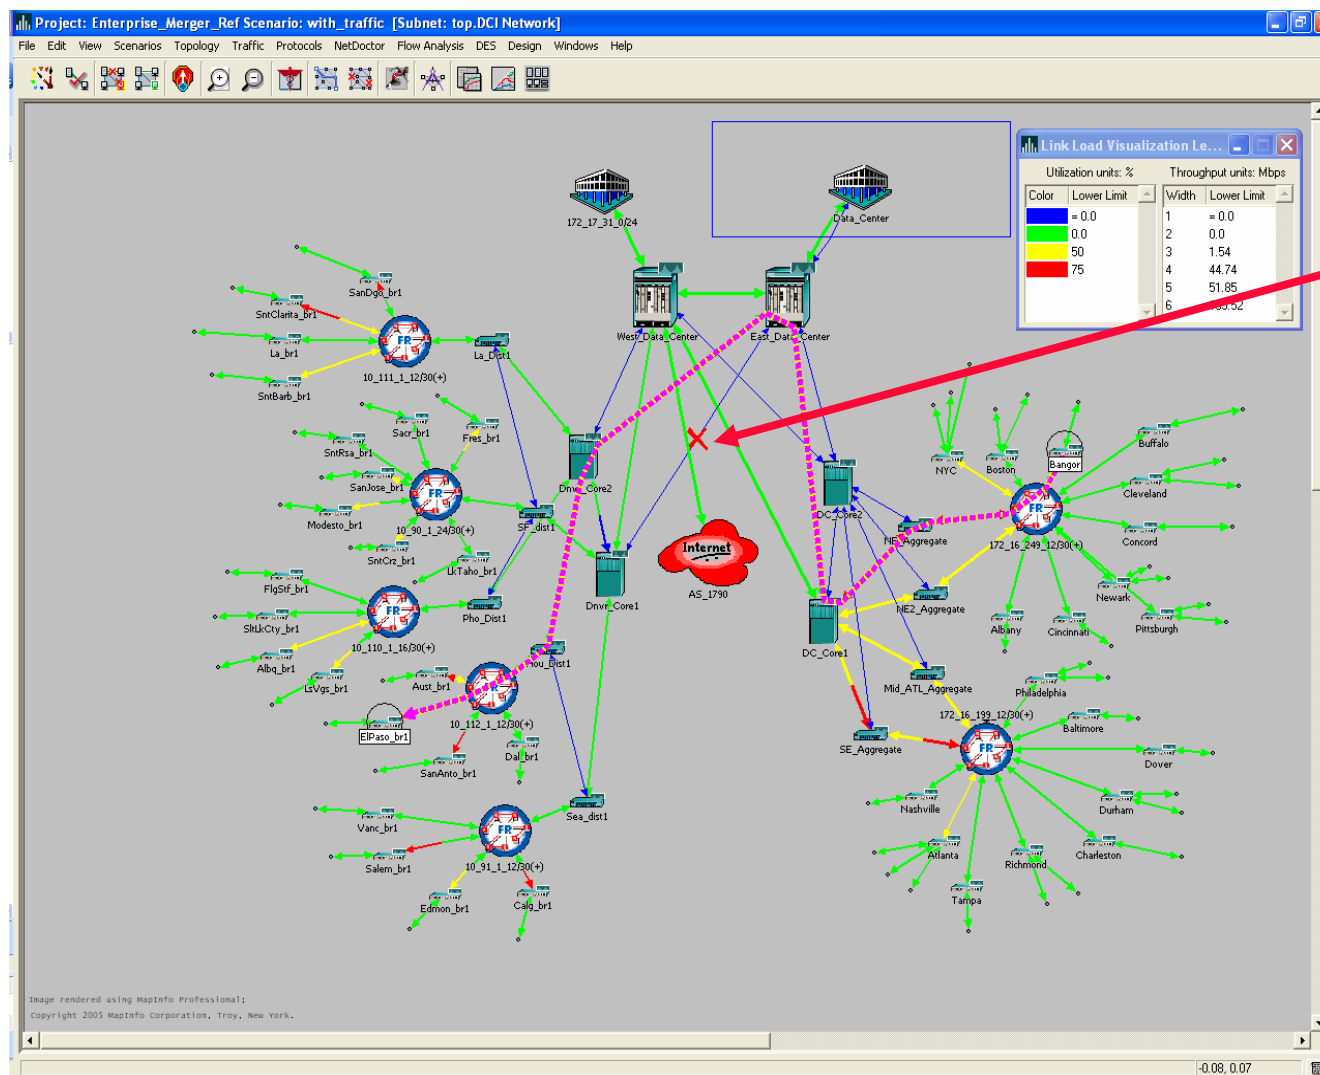 Project: Enterprise_Merger_Ref Scenario: with_traffic [Subnet: top.DCI Network]
File Edit View Scenarios Topology Traffic Protocols NetDoctor Flow Analysis DES Design Windows Help
Link Load Visualization Le...
Utilization units: % Throughput units: Mbps
Color Lower Limit Width Lower Limit
= 0.0 1 = 0.0
0.0 2 0.0
50 3 1.54
75 4 44.74
5 51.85
6
172_17_31_0/24
Data_Center
West_Data_Center
East_Data_Center
SanDgo_br1
SntClarita_br1
La_br1
SntBarb_br1
FR
10_111_1_12/30(+)
La_Dist1
Sacr_br1
Fres_br1
SntRsa_br1
SanJose_br1
Modesto_br1
SntCrz_br1
FR
10_90_1_24/30(+)
LkTaho_br1
SF_dist1
Dnvr_Core2
Dnvr_Core1
FlgStf_br1
SltLkCty_br1
Albq_br1
LsVgs_br1
FR
10_110_1_16/30(+)
Pho_Dist1
Hou_Dist1
Aust_br1
ElPaso_br1
FR
10_112_1_12/30(+)
SanAnto_br1
Dal_br1
Vanc_br1
Salem_br1
Edmon_br1
Calg_br1
FR
10_91_1_12/30(+)
Sea_dist1
Internet
AS_1790
DC_Core2
DC_Core1
NE_Aggregate
NE2_Aggregate
Mid_ATL_Aggregate
SE_Aggregate
NYC
Boston
Bangor
Buffalo
Cleveland
Concord
Newark
Pittsburgh
Cincinnati
Albany
FR
172_16_249_12/30(+)
Philadelphia
Baltimore
Dover
Durham
Charleston
Richmond
Tampa
Atlanta
Nashville
172_16_199_12/30(+)
FR
Image rendered using MapInfo Professional;
Copyright 2005 MapInfo Corporation, Troy, New York.
-0.08, 0.07